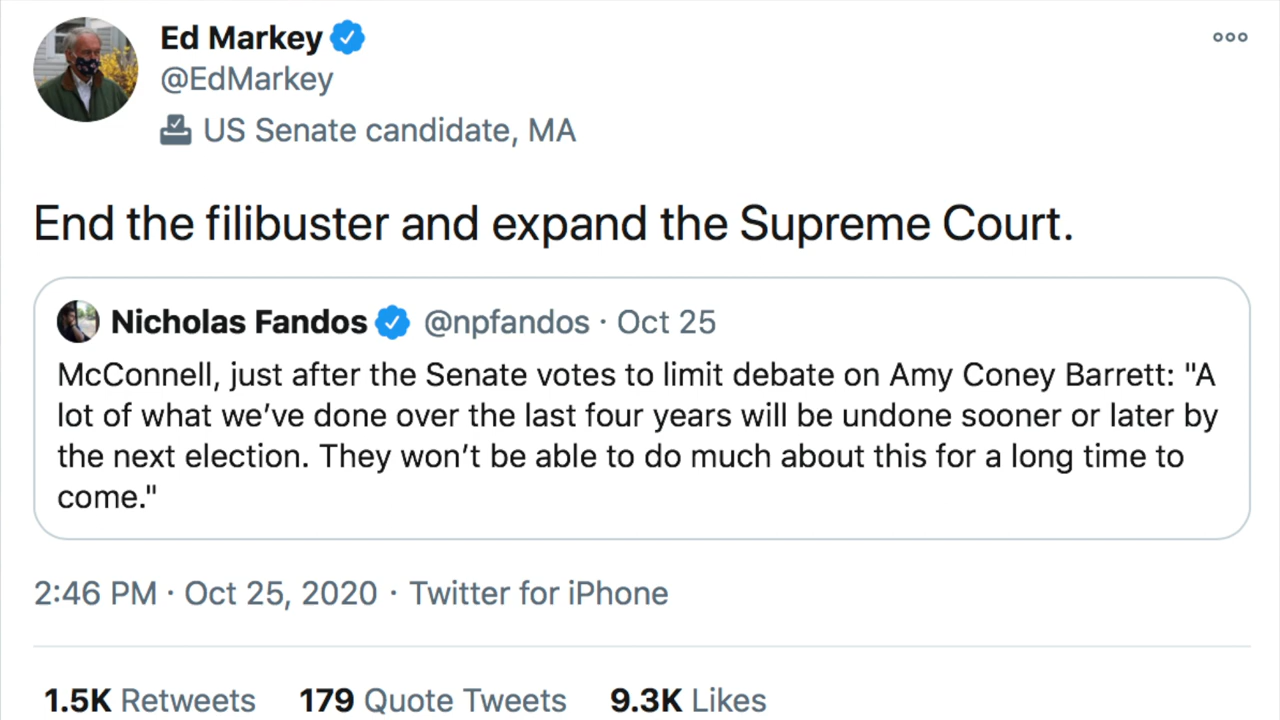 Ed Markey
@EdMarkey
US Senate candidate, MA
End the filibuster and expand the Supreme Court.
Nicholas Fandos @npfandos · Oct 25
McConnell, just after the Senate votes to limit debate on Amy Coney Barrett: "A
lot of what we’ve done over the last four years will be undone sooner or later by
the next election. They won’t be able to do much about this for a long time to
come."
2:46 PM · Oct 25, 2020 · Twitter for iPhone
1.5K Retweets 179 Quote Tweets 9.3K Likes